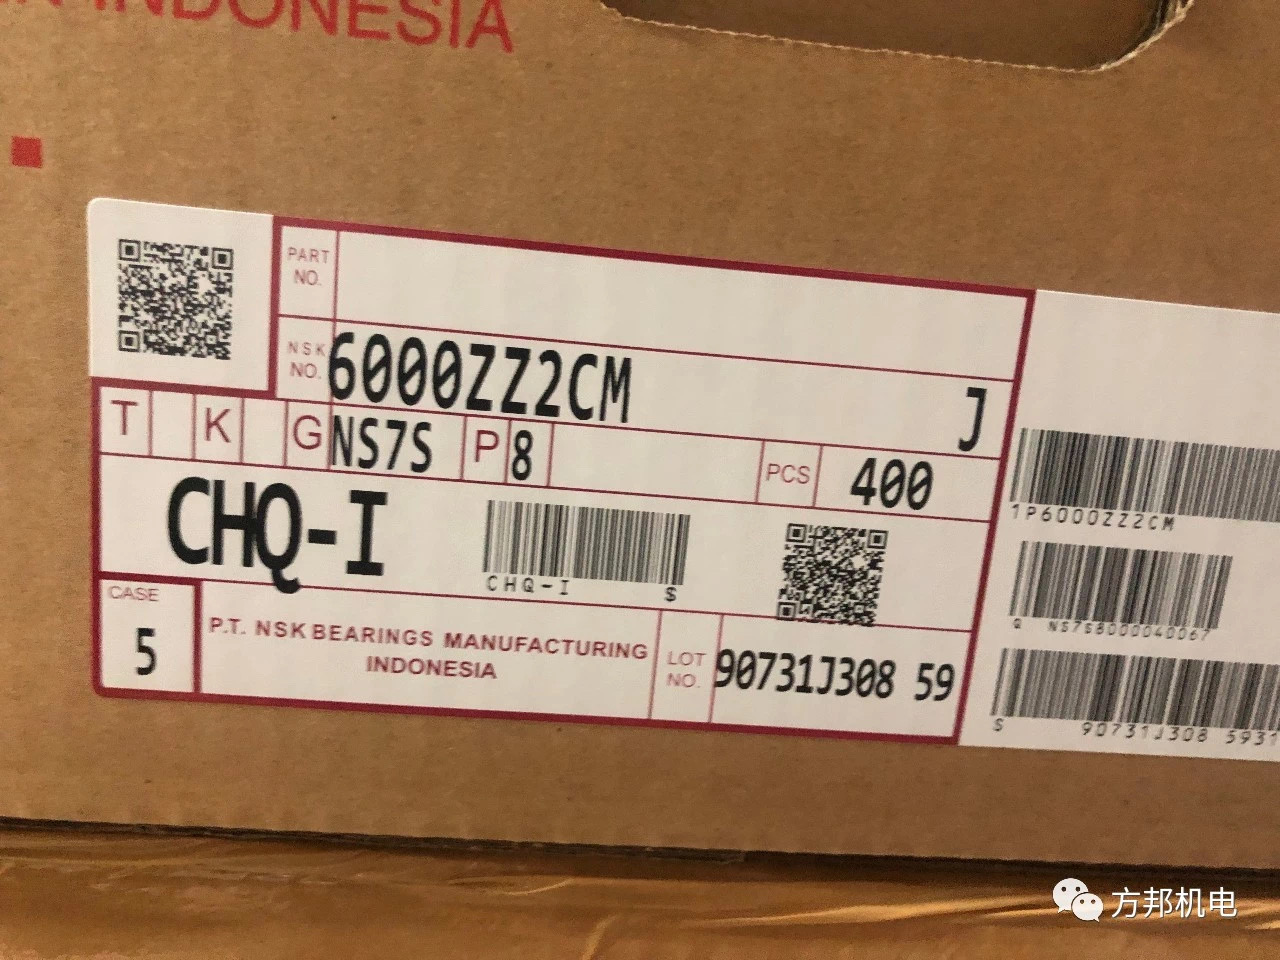 INDONESIA
PART NO.
NSK NO. 6000ZZ2CM J
T K G NS7S P 8 PCS 400
CHQ-I
CHQ-I S
CASE 5
P.T. NSK BEARINGS MANUFACTURING
INDONESIA
LOT NO. 90731J308 59
1P6000ZZ2CM
Q NS7S8000040067
S 90731J308 5931
方邦机电